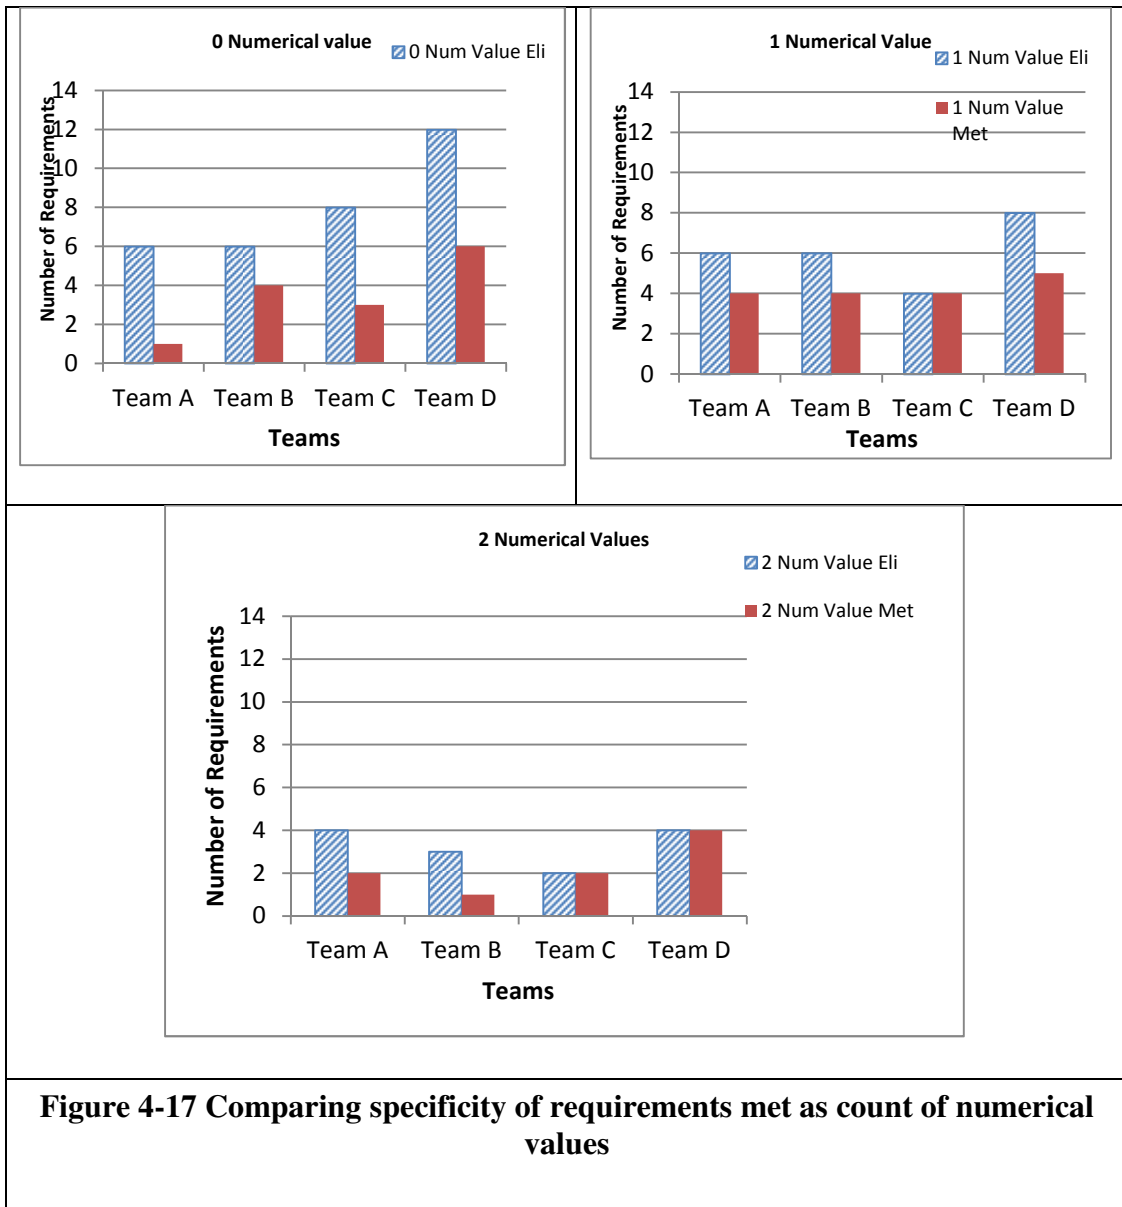 0 Numerical value
0 Num Value Eli
Number of Requirements
14
12
10
8
6
4
2
0
Team A Team B Team C Team D
Teams
1 Numerical Value
1 Num Value Eli
1 Num Value
Met
Number of Requirements
14
12
10
8
6
4
2
0
Team A Team B Team C Team D
Teams
2 Numerical Values
2 Num Value Eli
2 Num Value Met
Number of Requirements
14
12
10
8
6
4
2
0
Team A Team B Team C Team D
Teams
Figure 4-17 Comparing specificity of requirements met as count of numerical
values